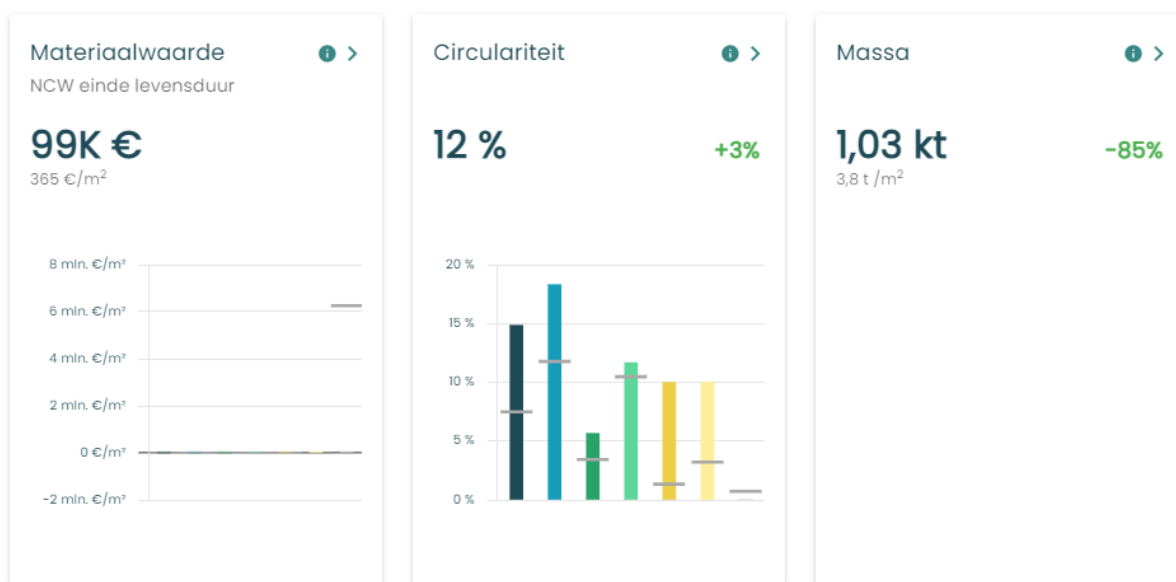 Materiaalwaarde
NCW einde levensduur
99K €
365 €/m²
8 mln. €/m²
6 mln. €/m²
4 mln. €/m²
2 mln. €/m²
0 €/m²
-2 mln. €/m²
Circulariteit
12 %
+3%
20 %
15 %
10 %
5 %
0 %
Massa
1,03 kt
-85%
3,8 t /m²